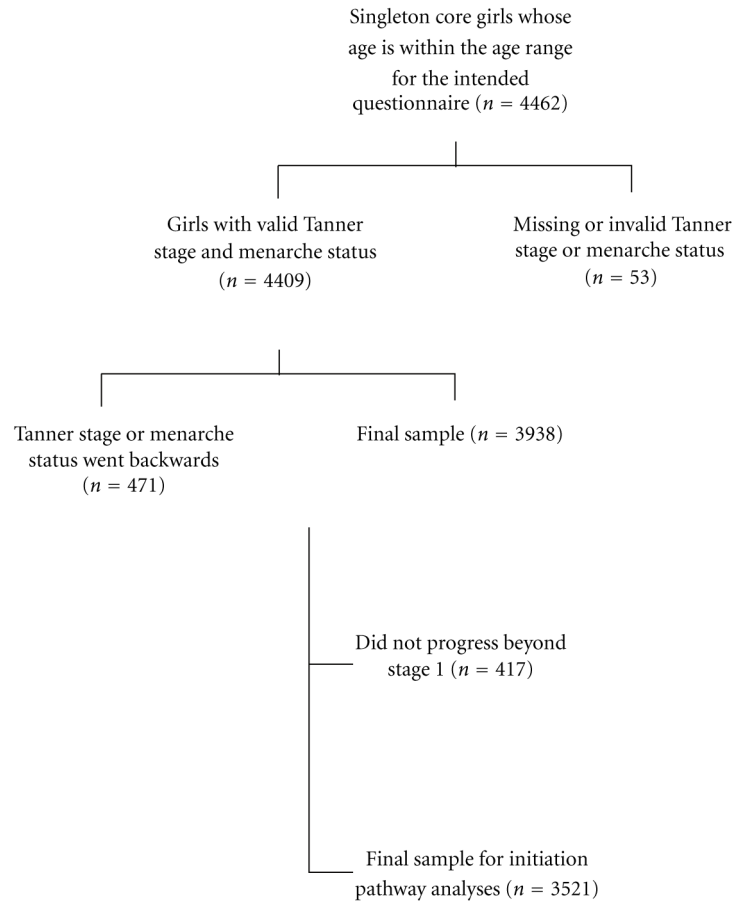 Singleton core girls whose
age is within the age range
for the intended
questionnaire (n = 4462)
Girls with valid Tanner
stage and menarche status
(n = 4409)
Missing or invalid Tanner
stage or menarche status
(n = 53)
Tanner stage or menarche
status went backwards
(n = 471)
Final sample (n = 3938)
Did not progress beyond
stage 1 (n = 417)
Final sample for initiation
pathway analyses (n = 3521)